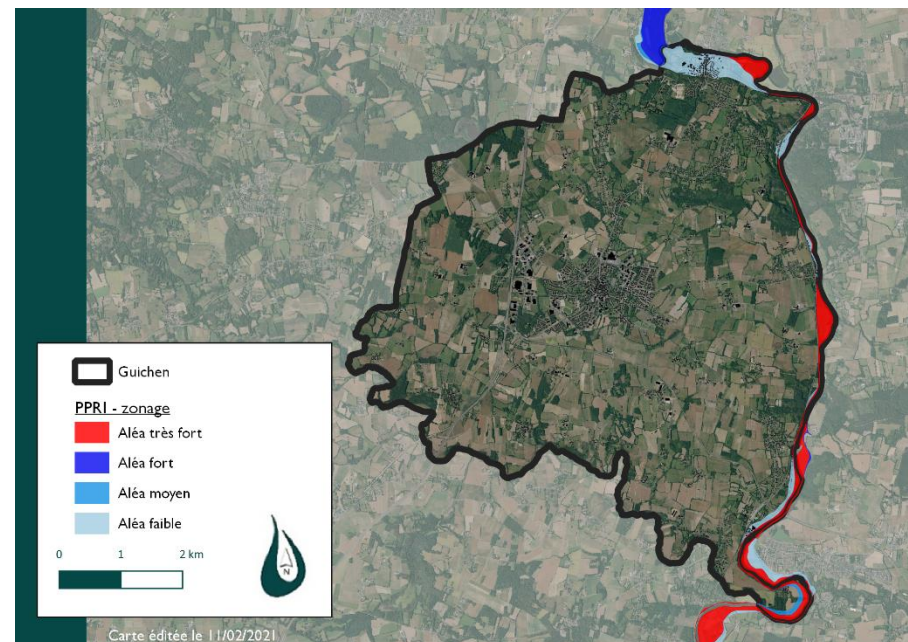 Guichen
PPRI - zonage
Aléa très fort
Aléa fort
Aléa moyen
Aléa faible
0 1 2 km
N
Carte éditée le 11/02/2021